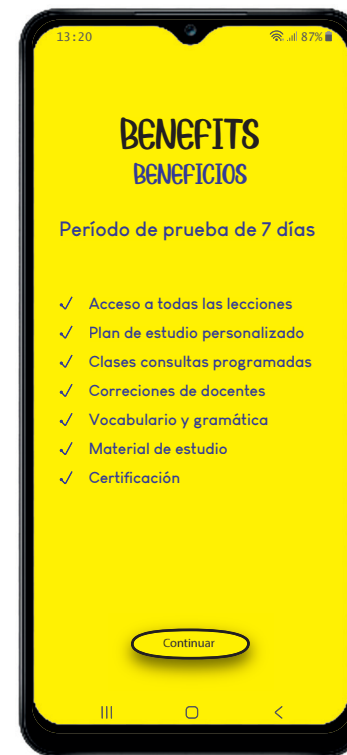 13:20 87%
BENEFITS
BENEFICIOS
Período de prueba de 7 días
✓ Acceso a todas las lecciones
✓ Plan de estudio personalizado
✓ Clases consultas programadas
✓ Correciones de docentes
✓ Vocabulario y gramática
✓ Material de estudio
✓ Certificación
Continuar